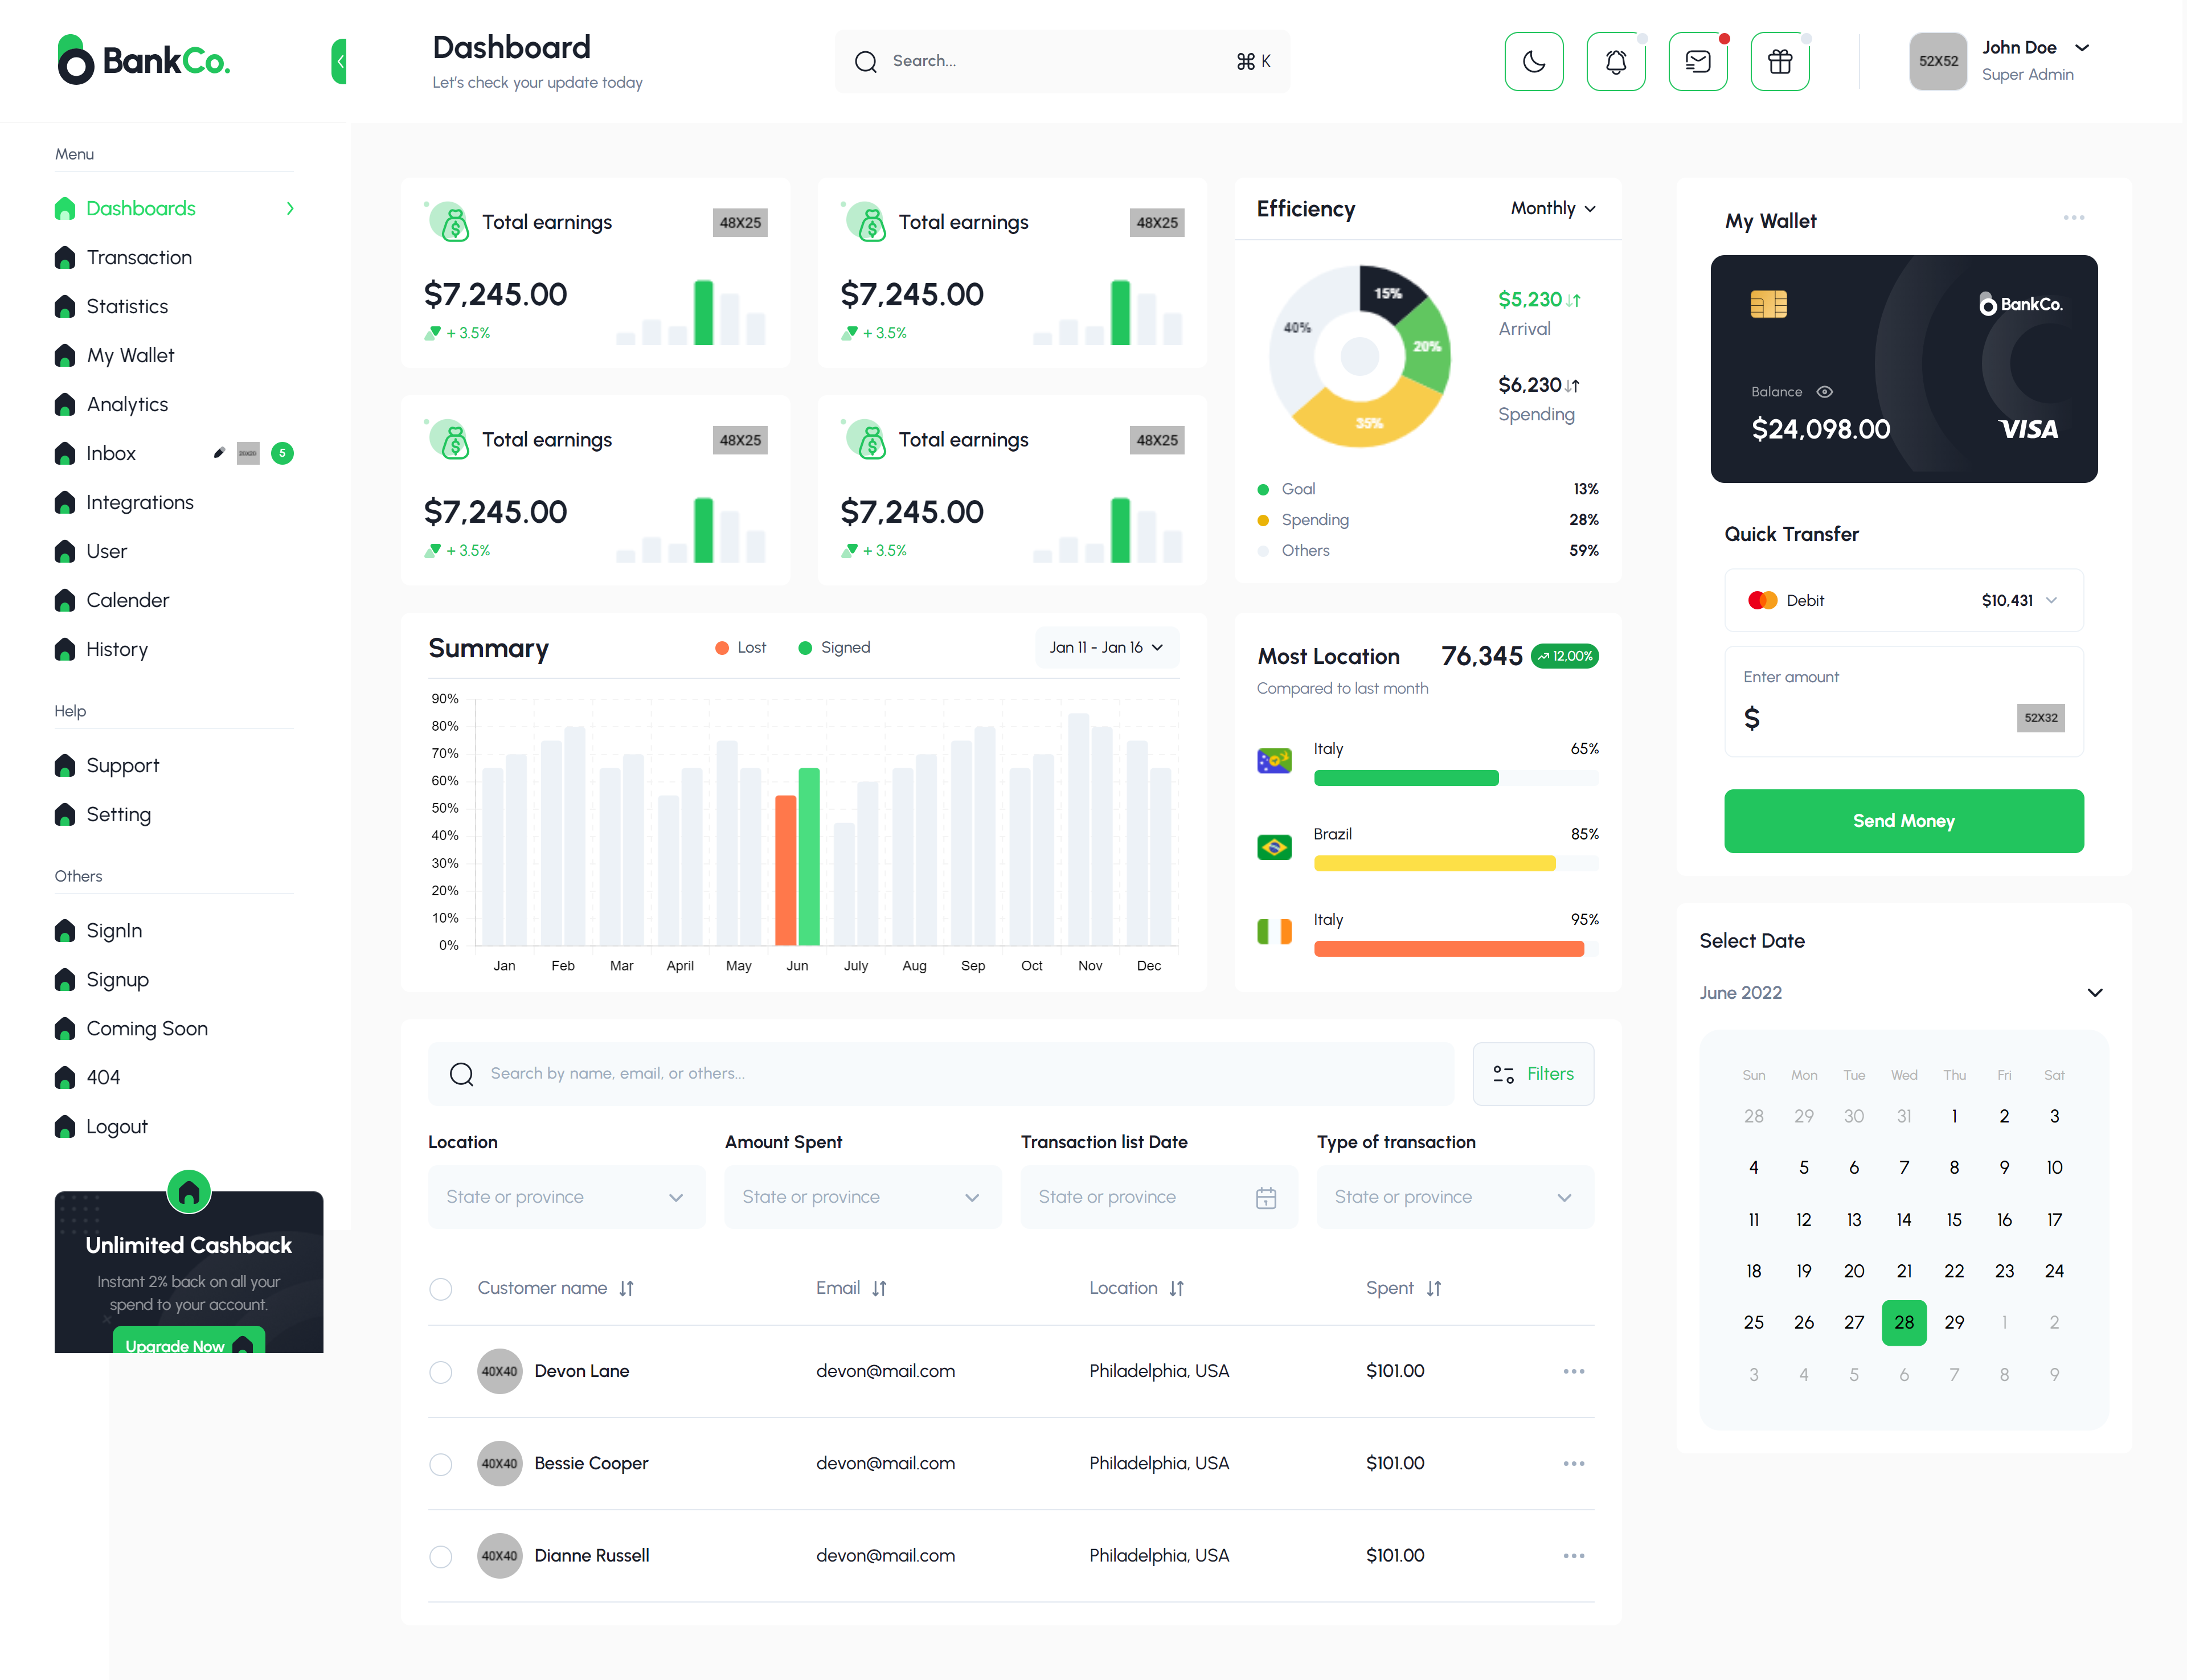 BankCo.
Dashboard
Let's check your update today
Search...
⌘ K
52X52
John Doe
Super Admin
Menu
Dashboards
Transaction
Statistics
My Wallet
Analytics
Inbox
20X20
5
Integrations
User
Calender
History
Help
Support
Setting
Others
SignIn
Signup
Coming Soon
404
Logout
Unlimited Cashback
Instant 2% back on all your
spend to your account.
Upgrade Now
Total earnings
48X25
$7,245.00
+ 3.5%
Total earnings
48X25
$7,245.00
+ 3.5%
Total earnings
48X25
$7,245.00
+ 3.5%
Total earnings
48X25
$7,245.00
+ 3.5%
Efficiency
Monthly
15%
20%
35%
40%
$5,230
Arrival
$6,230
Spending
Goal 13%
Spending 28%
Others 59%
Summary
Lost
Signed
Jan 11 - Jan 16
90%
80%
70%
60%
50%
40%
30%
20%
10%
0%
Jan Feb Mar April May Jun July Aug Sep Oct Nov Dec
Most Location
76,345
12,00%
Compared to last month
Italy 65%
Brazil 85%
Italy 95%
Search by name, email, or others...
Filters
Location
State or province
Amount Spent
State or province
Transaction list Date
State or province
1
Type of transaction
State or province
Customer name Email Location Spent
40X40 Devon Lane devon@mail.com Philadelphia, USA $101.00
40X40 Bessie Cooper devon@mail.com Philadelphia, USA $101.00
40X40 Dianne Russell devon@mail.com Philadelphia, USA $101.00
My Wallet
BankCo.
Balance
$24,098.00
VISA
Quick Transfer
Debit $10,431
Enter amount
$
52X32
Send Money
Select Date
June 2022
Sun Mon Tue Wed Thu Fri Sat
28 29 30 31 1 2 3
4 5 6 7 8 9 10
11 12 13 14 15 16 17
18 19 20 21 22 23 24
25 26 27 28 29 1 2
3 4 5 6 7 8 9